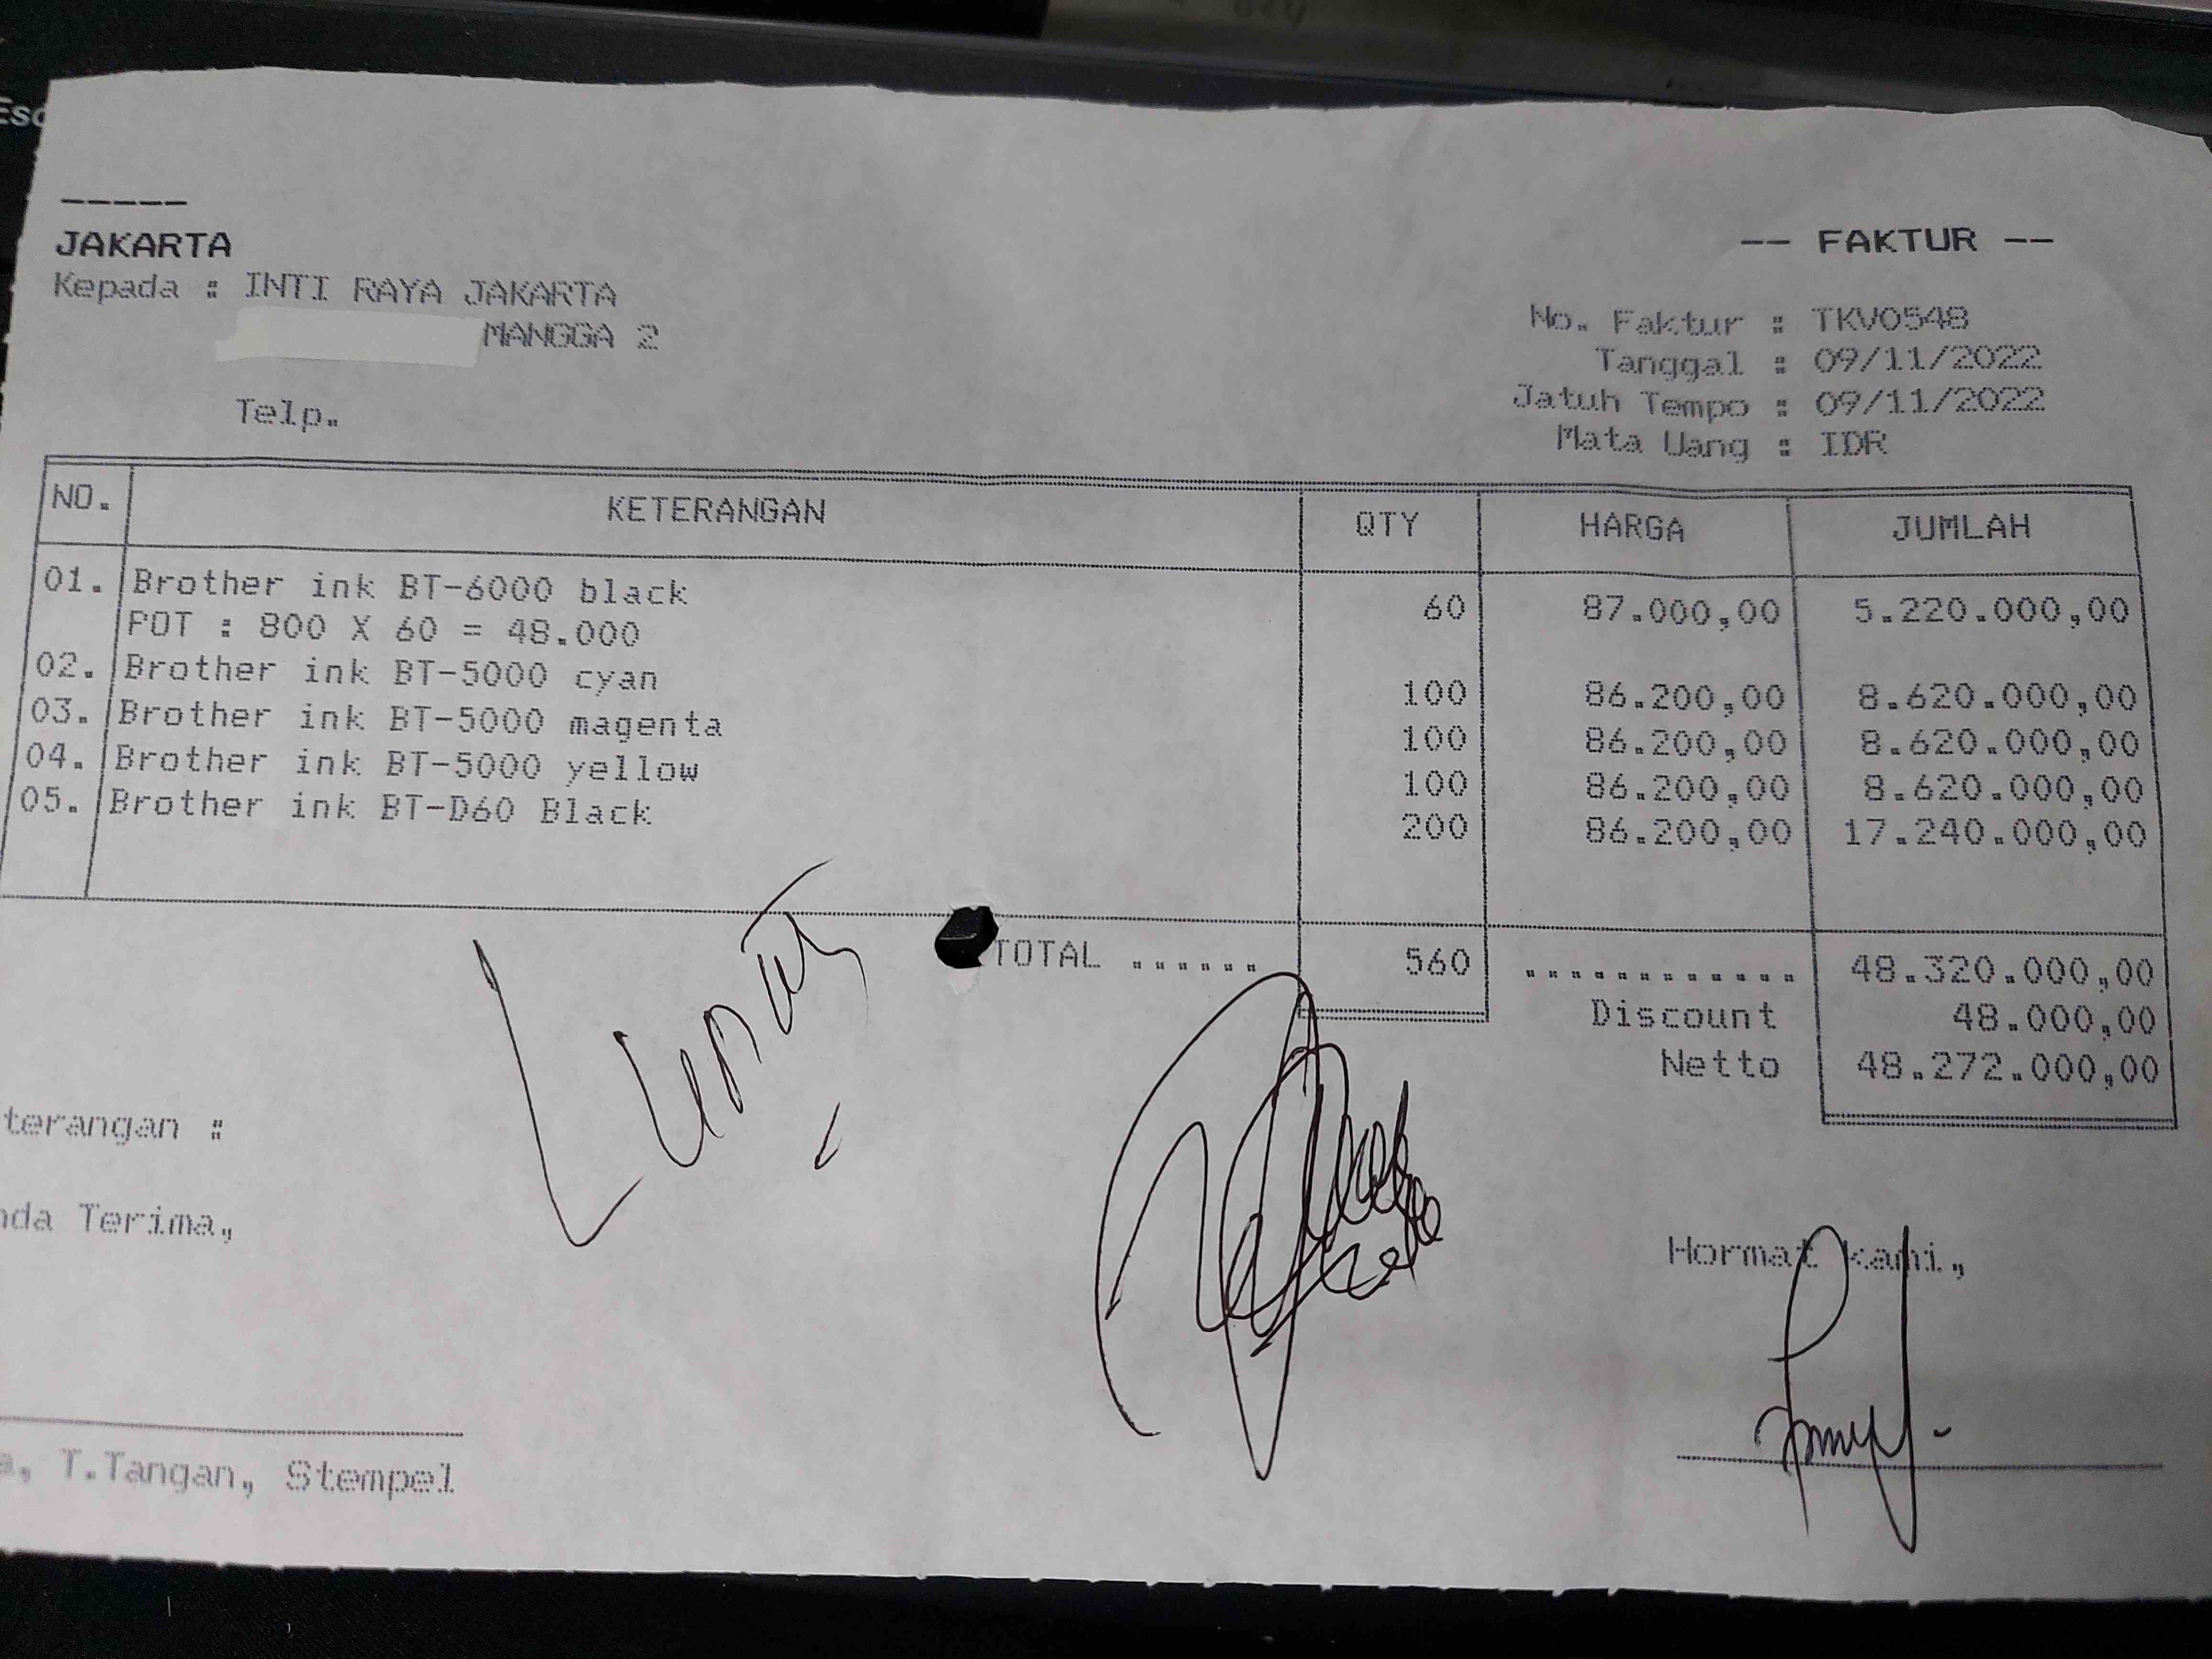 Esc
-----
JAKARTA
-- FAKTUR --
Kepada : INTI RAYA JAKARTA
MANGGA 2
Telp.
No. Faktur : TKV0548
Tanggal : 09/11/2022
Jatuh Tempo : 09/11/2022
Mata Uang : IDR
NO. KETERANGAN QTY HARGA JUMLAH
01. Brother ink BT-6000 black 60 87.000,00 5.220.000,00
POT : 800 X 60 = 48.000
02. Brother ink BT-5000 cyan 100 86.200,00 8.620.000,00
03. Brother ink BT-5000 magenta 100 86.200,00 8.620.000,00
04. Brother ink BT-5000 yellow 100 86.200,00 8.620.000,00
05. Brother ink BT-D60 Black 200 86.200,00 17.240.000,00
TOTAL ...... 560 ............ 48.320.000,00
Discount 48.000,00
Netto 48.272.000,00
Lunas
terangan :
nda Terima,
Hormat kami,
a, T.Tangan, Stempel